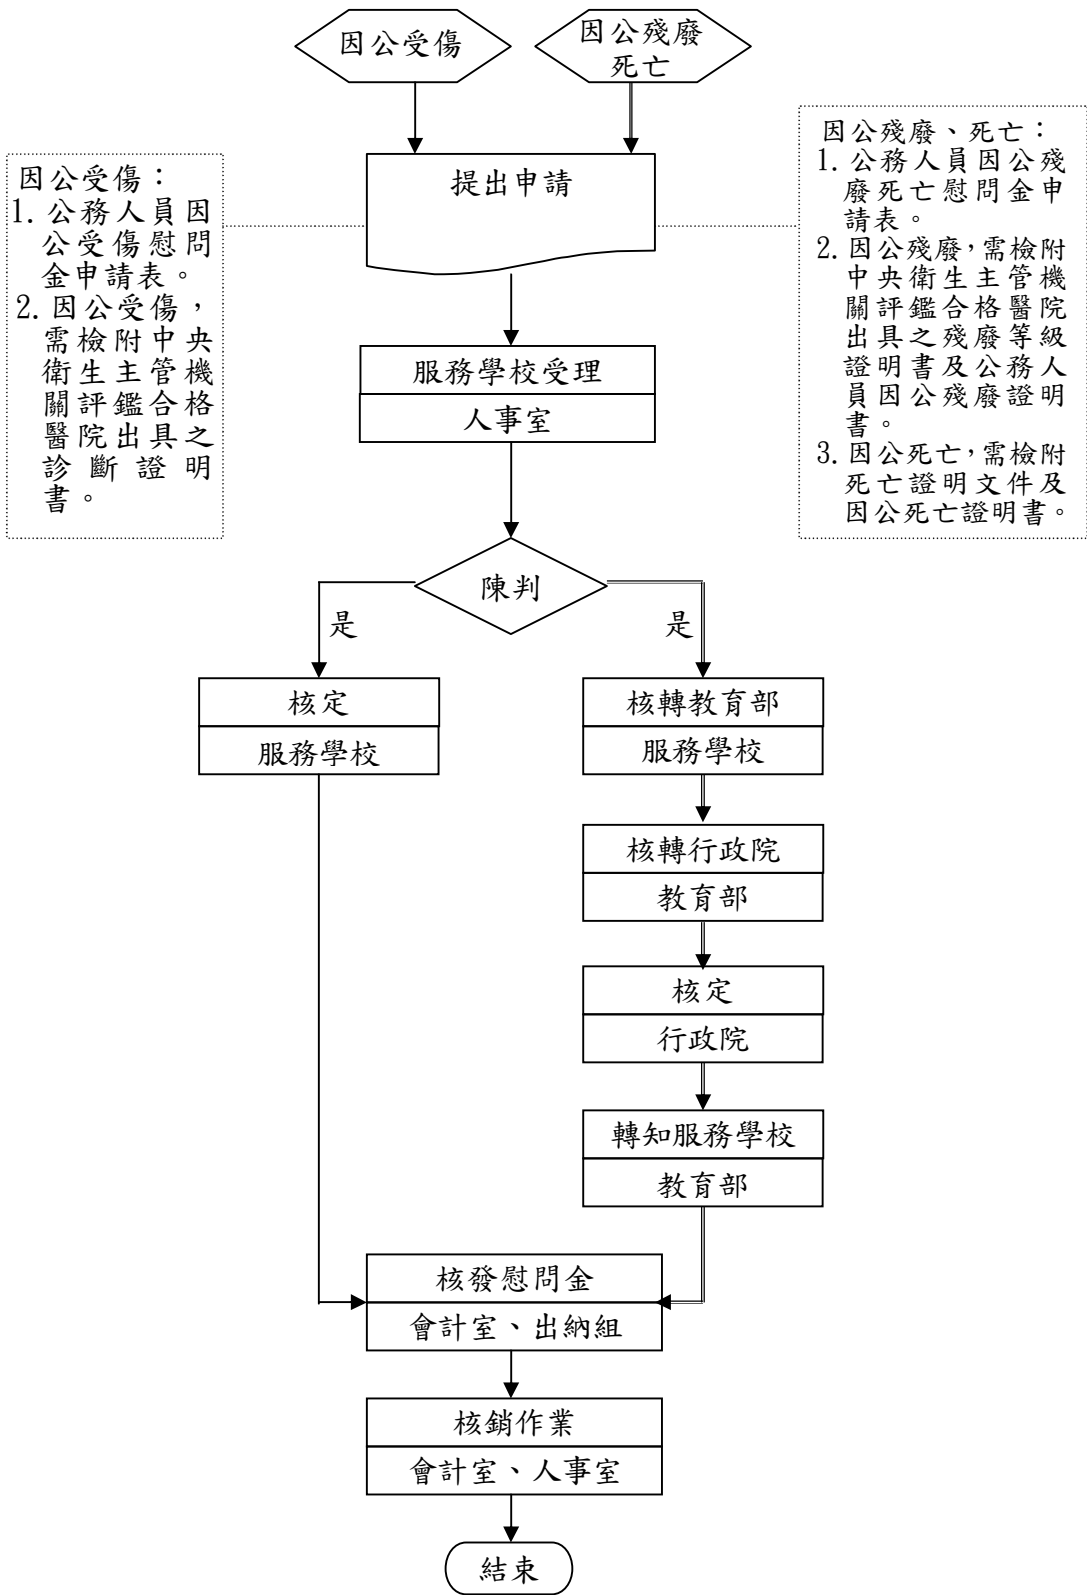 因公受傷
因公殘廢
死亡
因公受傷：
1. 公務人員因
公受傷慰問
金申請表。
2. 因公受傷，
需檢附中央
衛生主管機
關評鑑合格
醫院出具之
診斷證明
書。
提出申請
因公殘廢、死亡：
1. 公務人員因公殘
廢死亡慰問金申
請表。
2. 因公殘廢，需檢附
中央衛生主管機
關評鑑合格醫院
出具之殘廢等級
證明書及公務人
員因公殘廢證明
書。
3. 因公死亡，需檢附
死亡證明文件及
因公死亡證明書。
服務學校受理
人事室
陳判
是
是
核定
服務學校
核轉教育部
服務學校
核轉行政院
教育部
核定
行政院
轉知服務學校
教育部
核發慰問金
會計室、出納組
核銷作業
會計室、人事室
結束